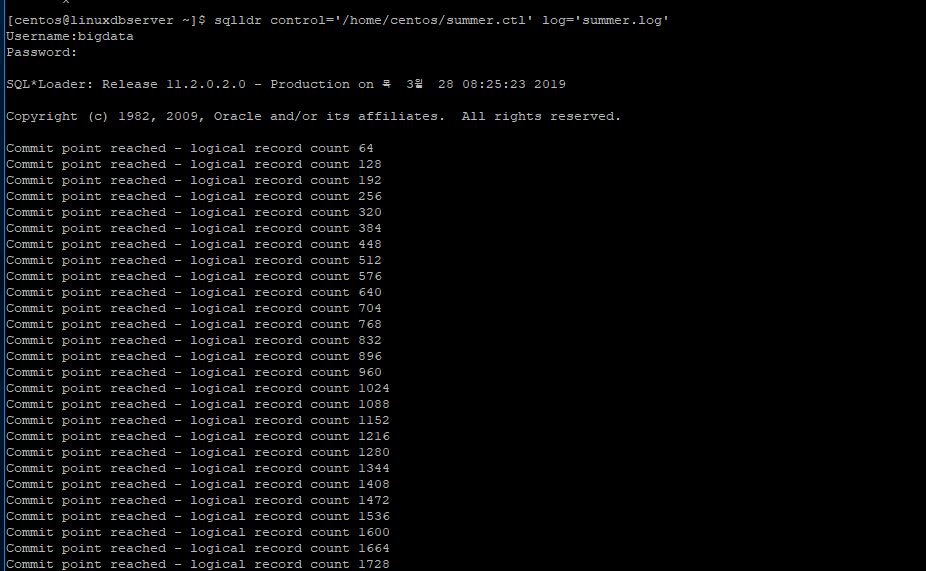 [centos@linuxdbserver ~]$ sqlldr control='/home/centos/summer.ctl' log='summer.log'
Username:bigdata
Password:
SQL*Loader: Release 11.2.0.2.0 - Production on 목 3월 28 08:25:23 2019
Copyright (c) 1982, 2009, Oracle and/or its affiliates.  All rights reserved.
Commit point reached - logical record count 64
Commit point reached - logical record count 128
Commit point reached - logical record count 192
Commit point reached - logical record count 256
Commit point reached - logical record count 320
Commit point reached - logical record count 384
Commit point reached - logical record count 448
Commit point reached - logical record count 512
Commit point reached - logical record count 576
Commit point reached - logical record count 640
Commit point reached - logical record count 704
Commit point reached - logical record count 768
Commit point reached - logical record count 832
Commit point reached - logical record count 896
Commit point reached - logical record count 960
Commit point reached - logical record count 1024
Commit point reached - logical record count 1088
Commit point reached - logical record count 1152
Commit point reached - logical record count 1216
Commit point reached - logical record count 1280
Commit point reached - logical record count 1344
Commit point reached - logical record count 1408
Commit point reached - logical record count 1472
Commit point reached - logical record count 1536
Commit point reached - logical record count 1600
Commit point reached - logical record count 1664
Commit point reached - logical record count 1728